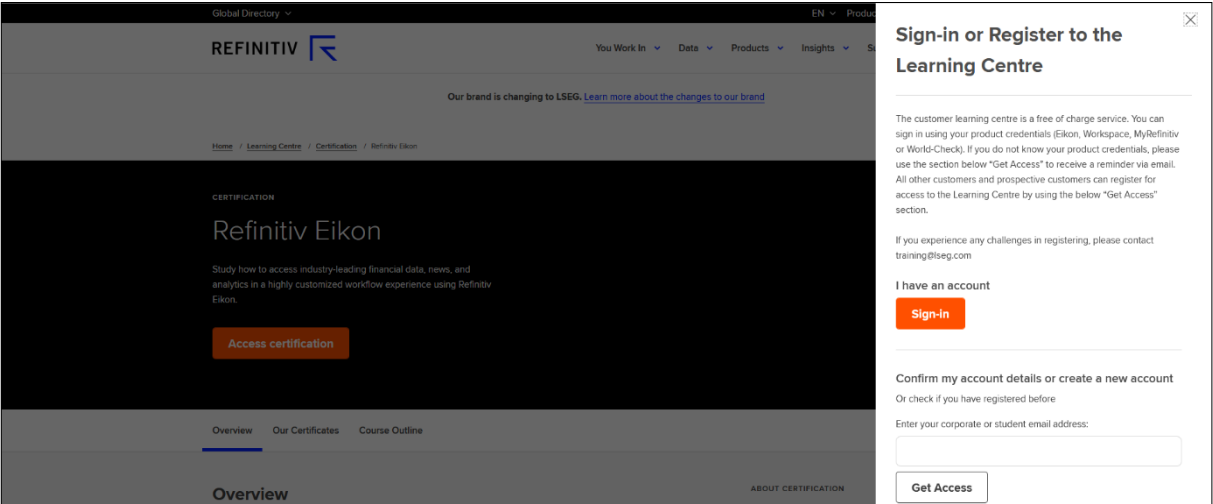 Global Directory
EN
REFINITIV
You Work In
Data
Products
Insights
Our brand is changing to LSEG. Learn more about the changes to our brand
Home / Learning Centre / Certification / Refinitiv Eikon
CERTIFICATION
Refinitiv Eikon
Study how to access industry-leading financial data, news, and
analytics in a highly customized workflow experience using Refinitiv
Eikon.
Access certification
Overview
Our Certificates
Course Outline
Overview
ABOUT CERTIFICATION
Sign-in or Register to the
Learning Centre
The customer learning centre is a free of charge service. You can
sign in using your product credentials (Eikon, Workspace, MyRefinitiv
or World-Check). If you do not know your product credentials, please
use the section below “Get Access” to receive a reminder via email.
All other customers and prospective customers can register for
access to the Learning Centre by using the below “Get Access”
section.
If you experience any challenges in registering, please contact
training@lseg.com
I have an account
Sign-in
Confirm my account details or create a new account
Or check if you have registered before
Enter your corporate or student email address:
Get Access